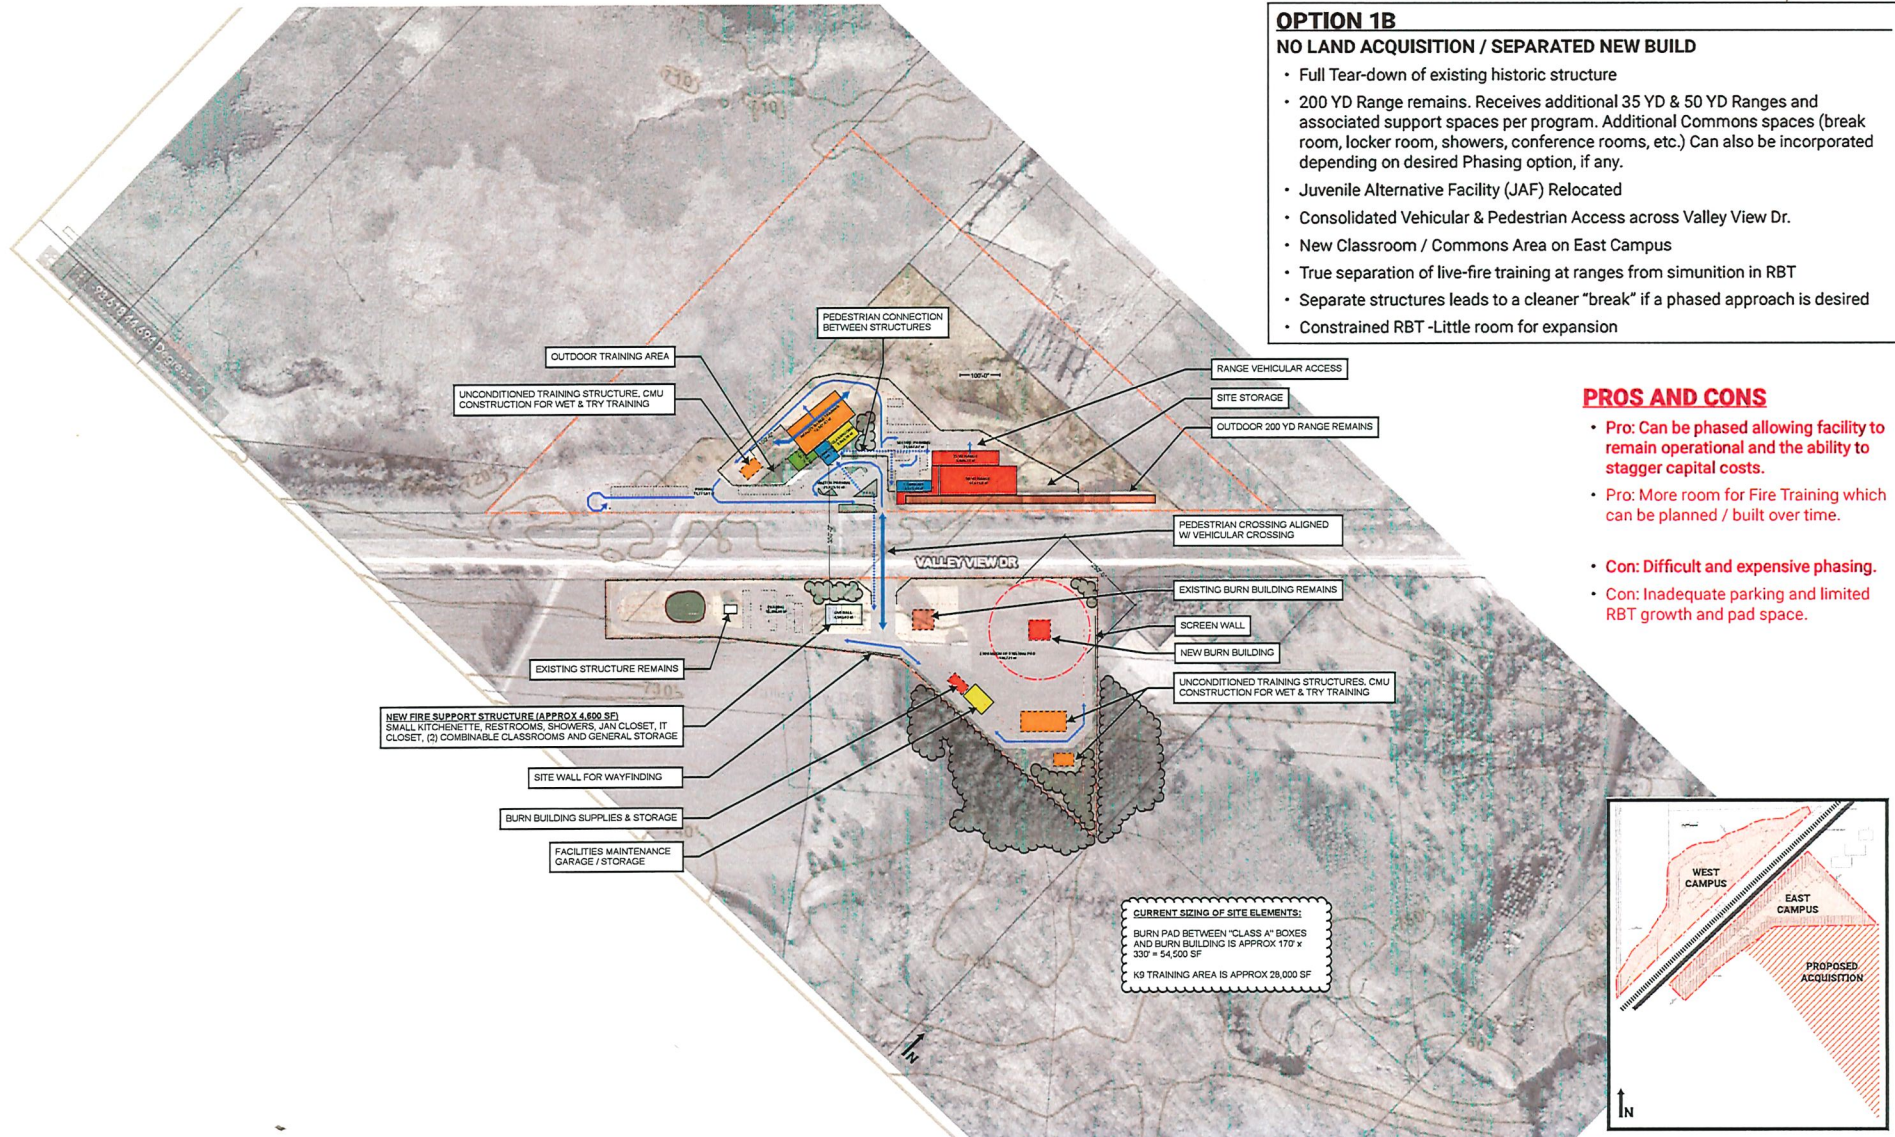 OPTION 1B
NO LAND ACQUISITION / SEPARATED NEW BUILD
• Full Tear-down of existing historic structure
• 200 YD Range remains. Receives additional 35 YD & 50 YD Ranges and
associated support spaces per program. Additional Commons spaces (break
room, locker room, showers, conference rooms, etc.) Can also be incorporated
depending on desired Phasing option, if any.
• Juvenile Alternative Facility (JAF) Relocated
• Consolidated Vehicular & Pedestrian Access across Valley View Dr.
• New Classroom / Commons Area on East Campus
• True separation of live-fire training at ranges from simunition in RBT
• Separate structures leads to a cleaner “break” if a phased approach is desired
• Constrained RBT -Little room for expansion
PROS AND CONS
• Pro: Can be phased allowing facility to
remain operational and the ability to
stagger capital costs.
• Pro: More room for Fire Training which
can be planned / built over time.
• Con: Difficult and expensive phasing.
• Con: Inadequate parking and limited
RBT growth and pad space.
710'
710'
PEDESTRIAN CONNECTION
BETWEEN STRUCTURES
OUTDOOR TRAINING AREA
UNCONDITIONED TRAINING STRUCTURE, CMU
CONSTRUCTION FOR WET & TRY TRAINING
100'-0"
RANGE VEHICULAR ACCESS
SITE STORAGE
OUTDOOR 200 YD RANGE REMAINS
PEDESTRIAN CROSSING ALIGNED
W/ VEHICULAR CROSSING
VALLEY VIEW DR
EXISTING BURN BUILDING REMAINS
SCREEN WALL
NEW BURN BUILDING
UNCONDITIONED TRAINING STRUCTURES, CMU
CONSTRUCTION FOR WET & TRY TRAINING
EXISTING STRUCTURE REMAINS
NEW FIRE SUPPORT STRUCTURE (APPROX 4,600 SF)
SMALL KITCHENETTE, RESTROOMS, SHOWERS, JAN CLOSET, IT
CLOSET, (2) COMBINABLE CLASSROOMS AND GENERAL STORAGE
SITE WALL FOR WAYFINDING
BURN BUILDING SUPPLIES & STORAGE
FACILITIES MAINTENANCE
GARAGE / STORAGE
CURRENT SIZING OF SITE ELEMENTS:
BURN PAD BETWEEN "CLASS A" BOXES
AND BURN BUILDING IS APPROX 170' x
330' = 54,500 SF
K9 TRAINING AREA IS APPROX 28,000 SF
N
WEST
CAMPUS
EAST
CAMPUS
PROPOSED
ACQUISITION
N